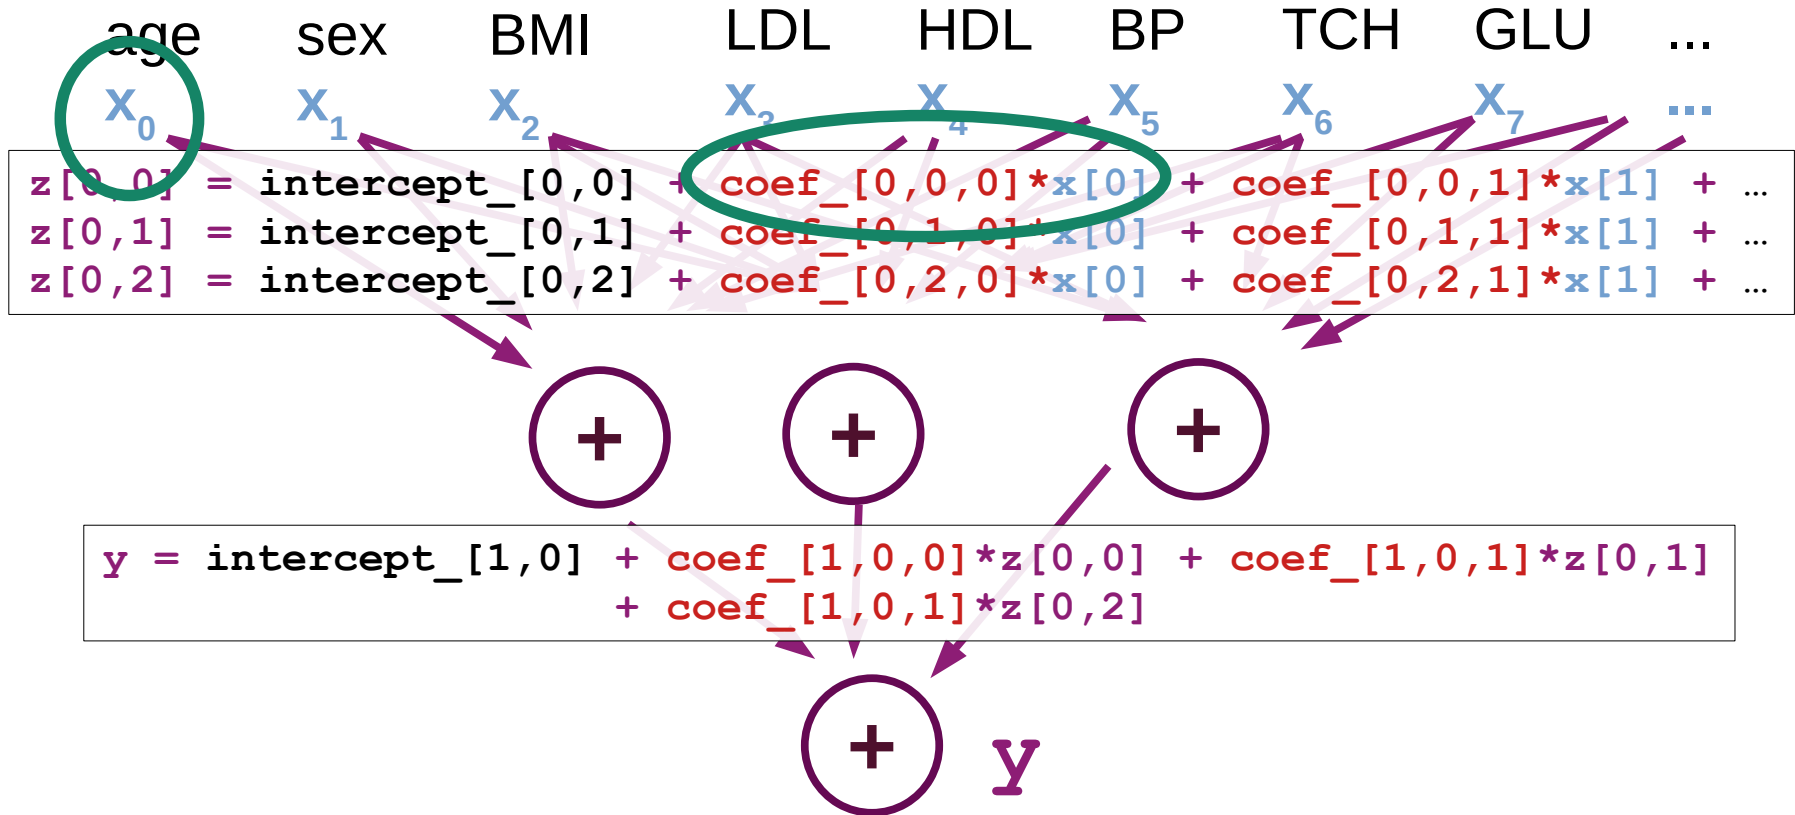 age sex BMI LDL HDL BP TCH GLU ...
x0 x1 x2 x3 x4 x5 x6 x7 ...
z[0,0] = intercept_[0,0] + coef_[0,0,0]*x[0] + coef_[0,0,1]*x[1] + ...
z[0,1] = intercept_[0,1] + coef_[0,1,0]*x[0] + coef_[0,1,1]*x[1] + ...
z[0,2] = intercept_[0,2] + coef_[0,2,0]*x[0] + coef_[0,2,1]*x[1] + ...
+ + +
y = intercept_[1,0] + coef_[1,0,0]*z[0,0] + coef_[1,0,1]*z[0,1]
+ coef_[1,0,1]*z[0,2]
+ y